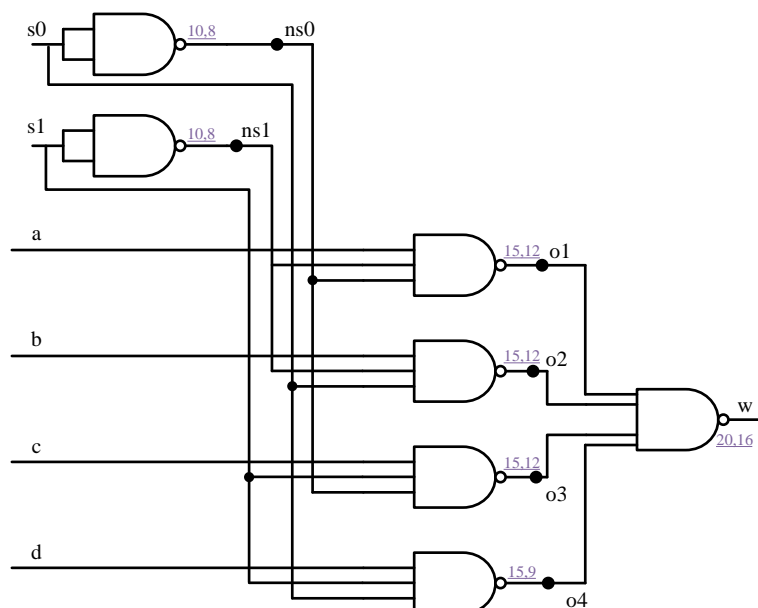 s0 10,8 ns0
s1 10,8 ns1
a 15,12 o1
b 15,12 o2
w
20,16
c 15,12 o3
d 15,9 o4